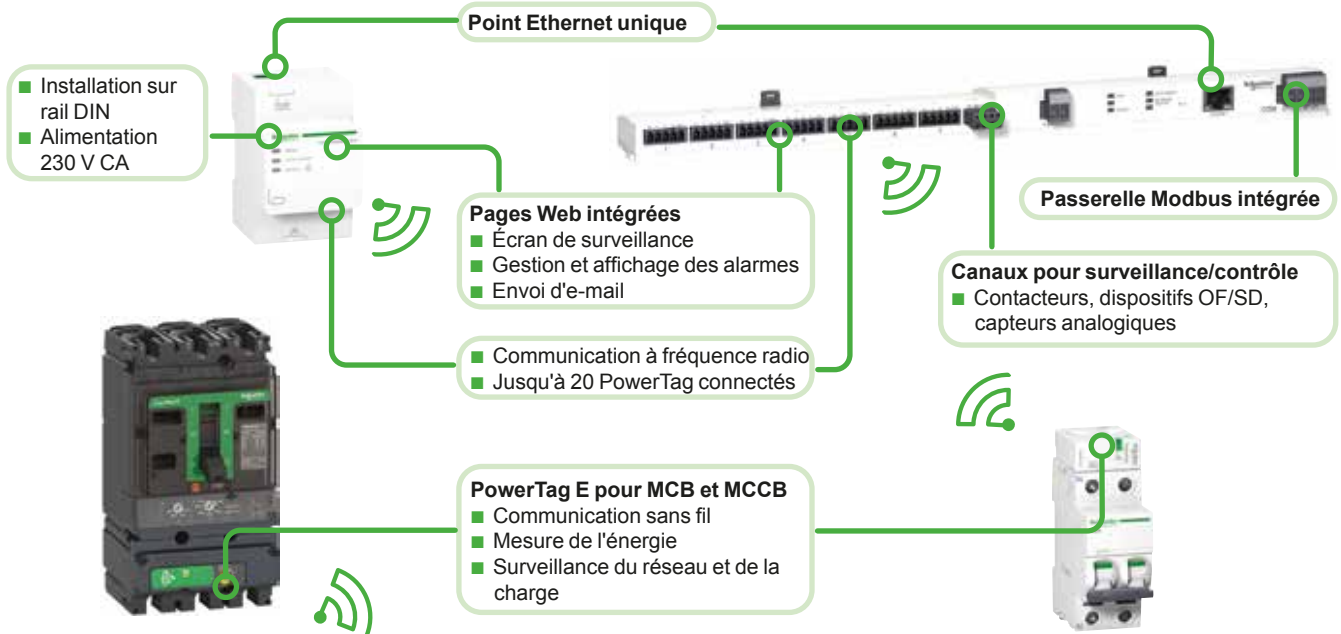 Point Ethernet unique
■ Installation sur
rail DIN
■ Alimentation
230 V CA
Passerelle Modbus intégrée
Pages Web intégrées
■ Écran de surveillance
■ Gestion et affichage des alarmes
■ Envoi d'e-mail
Canaux pour surveillance/contrôle
■ Contacteurs, dispositifs OF/SD,
capteurs analogiques
■ Communication à fréquence radio
■ Jusqu'à 20 PowerTag connectés
PowerTag E pour MCB et MCCB
■ Communication sans fil
■ Mesure de l'énergie
■ Surveillance du réseau et de la
charge